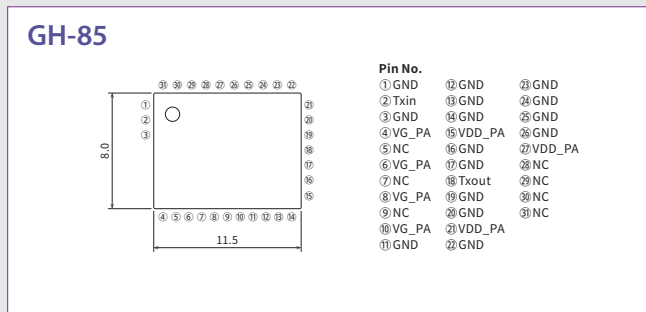 GH-85
㉛ ㉚ ㉙ ㉘ ㉗ ㉖ ㉕ ㉔ ㉓ ㉒
①
②
③
㉑
⑳
⑲
⑱
⑰
⑯
⑮
8.0
④ ⑤ ⑥ ⑦ ⑧ ⑨ ⑩ ⑪ ⑫ ⑬ ⑭
11.5
Pin No.
①GND ⑫GND ㉓GND
②Txin ⑬GND ㉔GND
③GND ⑭GND ㉕GND
④VG_PA ⑮VDD_PA ㉖GND
⑤NC ⑯GND ㉗VDD_PA
⑥VG_PA ⑰GND ㉘NC
⑦NC ⑱Txout ㉙NC
⑧VG_PA ⑲GND ㉚NC
⑨NC ⑳GND ㉛NC
⑩VG_PA ㉑VDD_PA
⑪GND ㉒GND